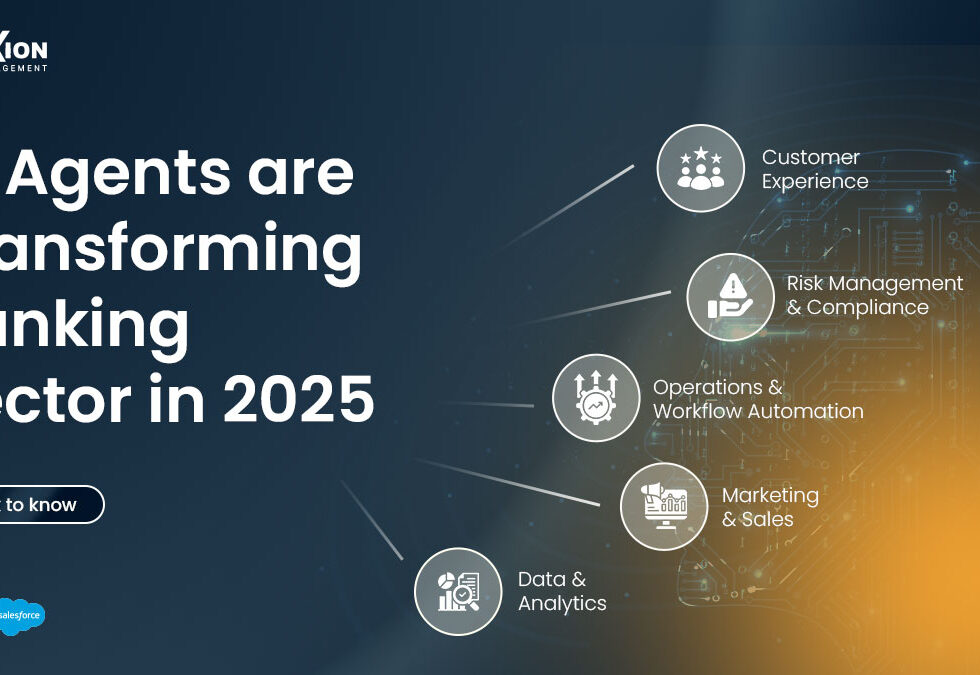 XION
GEMENT
Agents are
ansforming
anking
ector in 2025
to know
salesforce
Customer
Experience
Risk Management
& Compliance
Operations &
Workflow Automation
Marketing
& Sales
Data &
Analytics